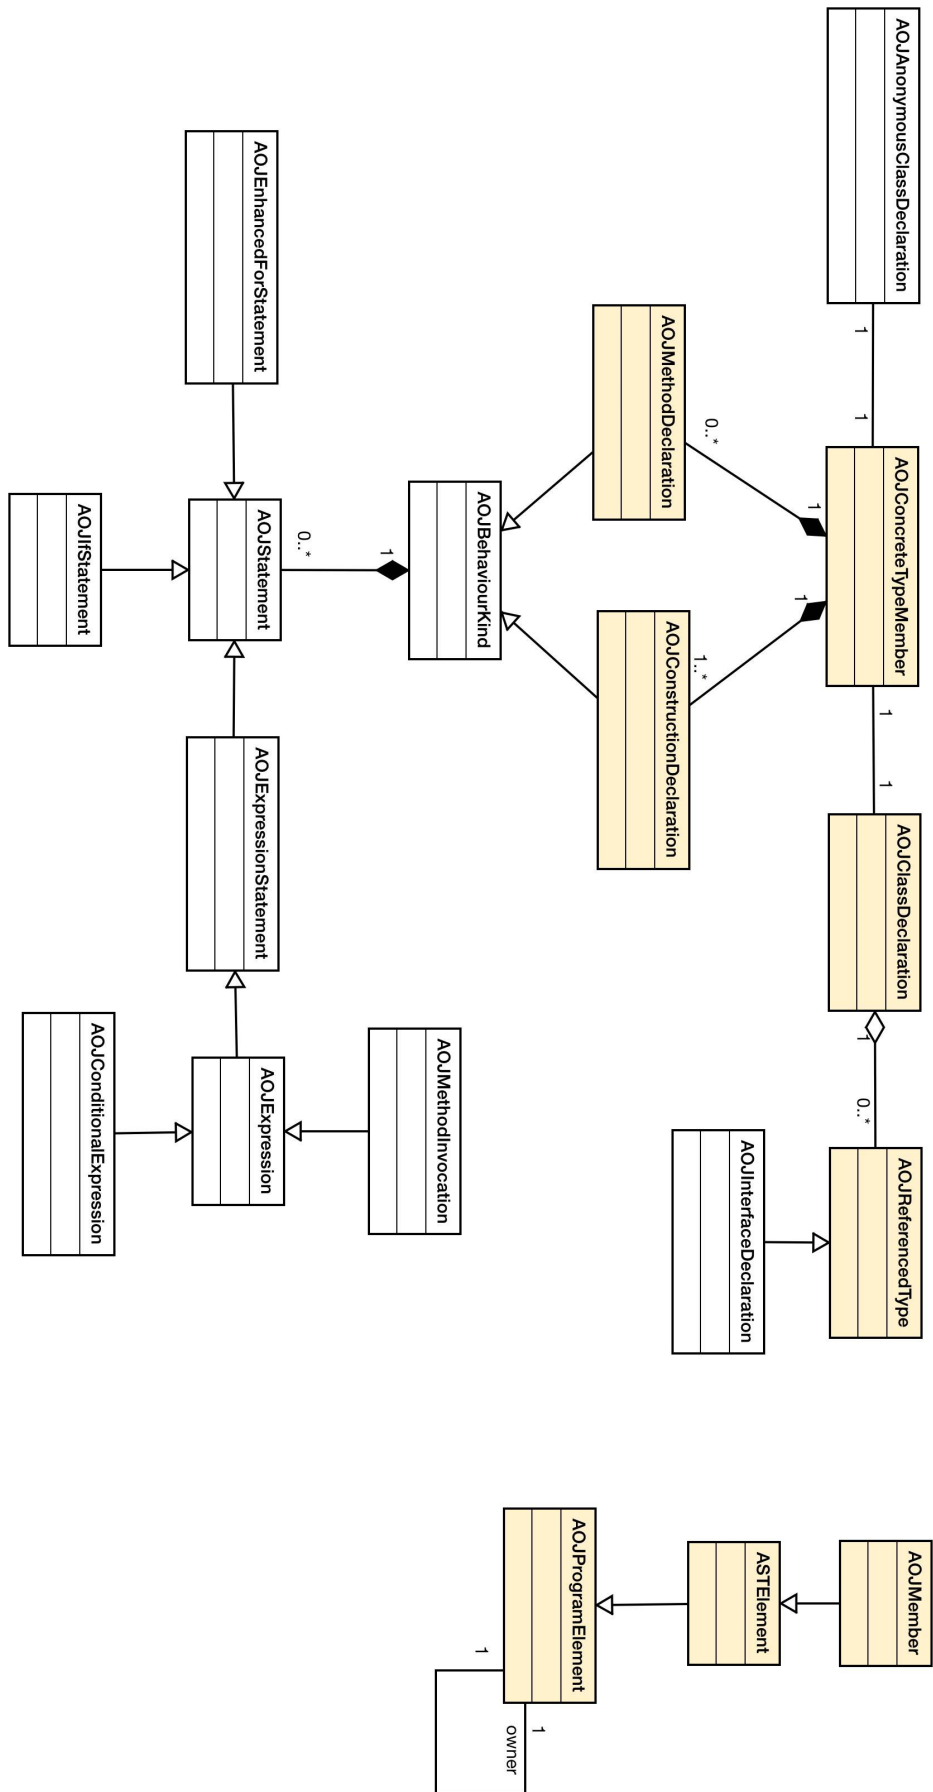 AOJAnonymousClassDeclaration
1
1
AOJConcreteTypeMember
1
1
AOJClassDeclaration
1
0..*
AOJReferencedType
AOJMember
1
1
0..*
1..*
AOJMethodDeclaration
AOJConstructionDeclaration
AOJInterfaceDeclaration
ASTElement
AOJBehaviourKind
AOJProgramElement
1
owner
1
1
0..*
AOJMethodInvocation
AOJEnhancedForStatement
AOJStatement
AOJExpressionStatement
AOJExpression
AOJIfStatement
AOJConditionalExpression